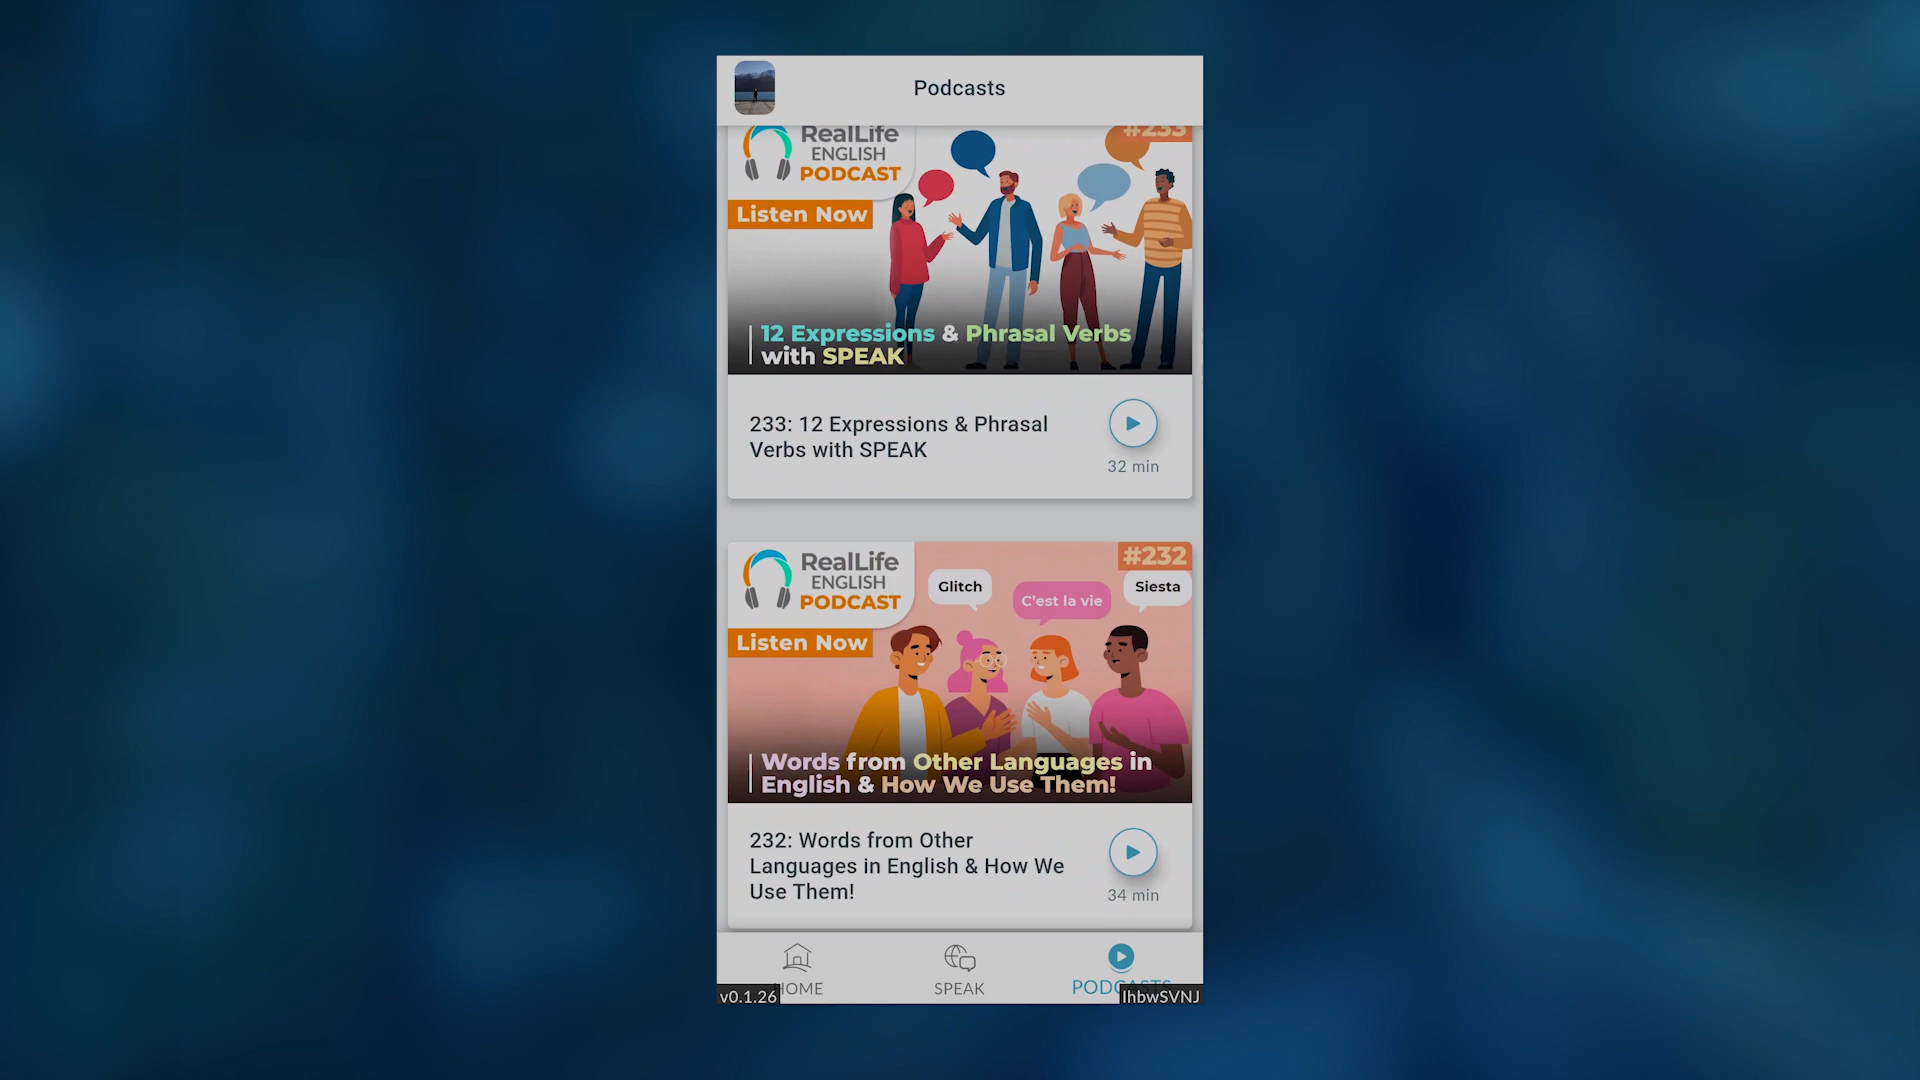 Podcasts
RealLife
ENGLISH
PODCAST
#233
Listen Now
12 Expressions & Phrasal Verbs
with SPEAK
233: 12 Expressions & Phrasal
Verbs with SPEAK
32 min
RealLife
ENGLISH
PODCAST
#232
Glitch
C'est la vie
Siesta
Listen Now
Words from Other Languages in
English & How We Use Them!
232: Words from Other
Languages in English & How We
Use Them!
34 min
HOME
SPEAK
PODCASTS
v0.1.26
IhbwSVNJ